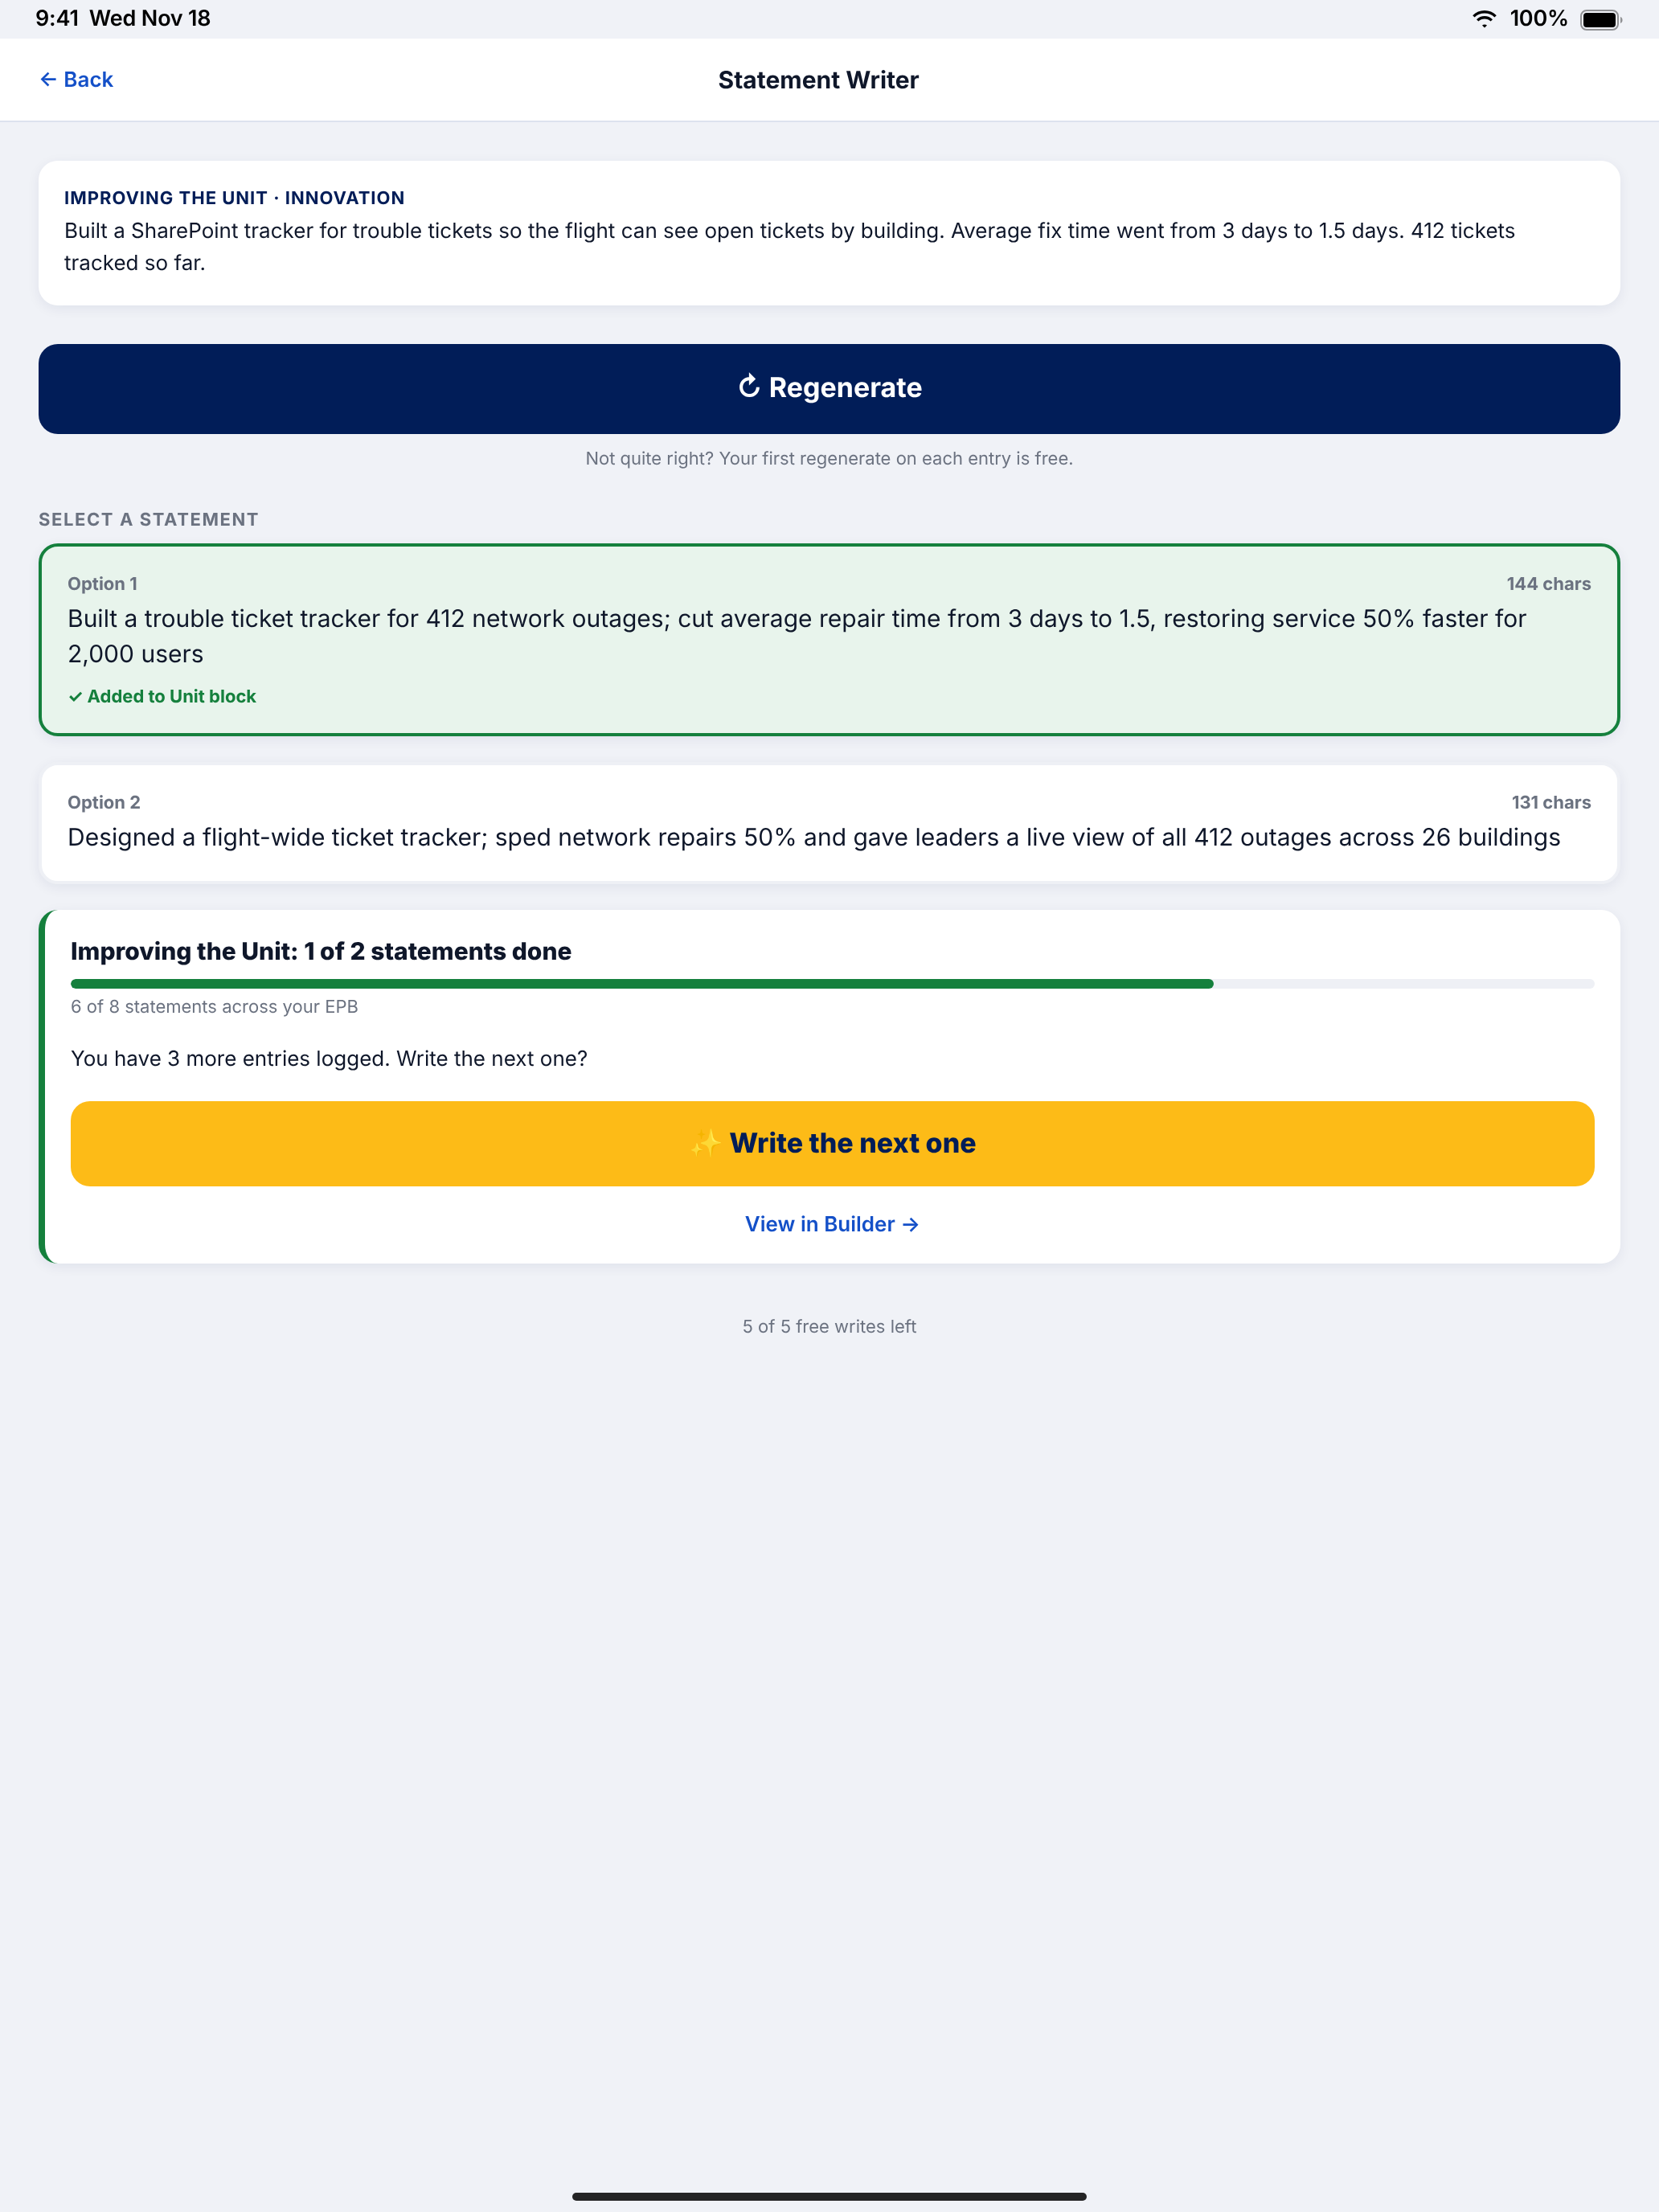 9:41 Wed Nov 18
100%
← Back
Statement Writer
IMPROVING THE UNIT · INNOVATION
Built a SharePoint tracker for trouble tickets so the flight can see open tickets by building. Average fix time went from 3 days to 1.5 days. 412 tickets
tracked so far.
↻ Regenerate
Not quite right? Your first regenerate on each entry is free.
SELECT A STATEMENT
Option 1
144 chars
Built a trouble ticket tracker for 412 network outages; cut average repair time from 3 days to 1.5, restoring service 50% faster for
2,000 users
✓ Added to Unit block
Option 2
131 chars
Designed a flight-wide ticket tracker; sped network repairs 50% and gave leaders a live view of all 412 outages across 26 buildings
Improving the Unit: 1 of 2 statements done
6 of 8 statements across your EPB
You have 3 more entries logged. Write the next one?
✨ Write the next one
View in Builder →
5 of 5 free writes left